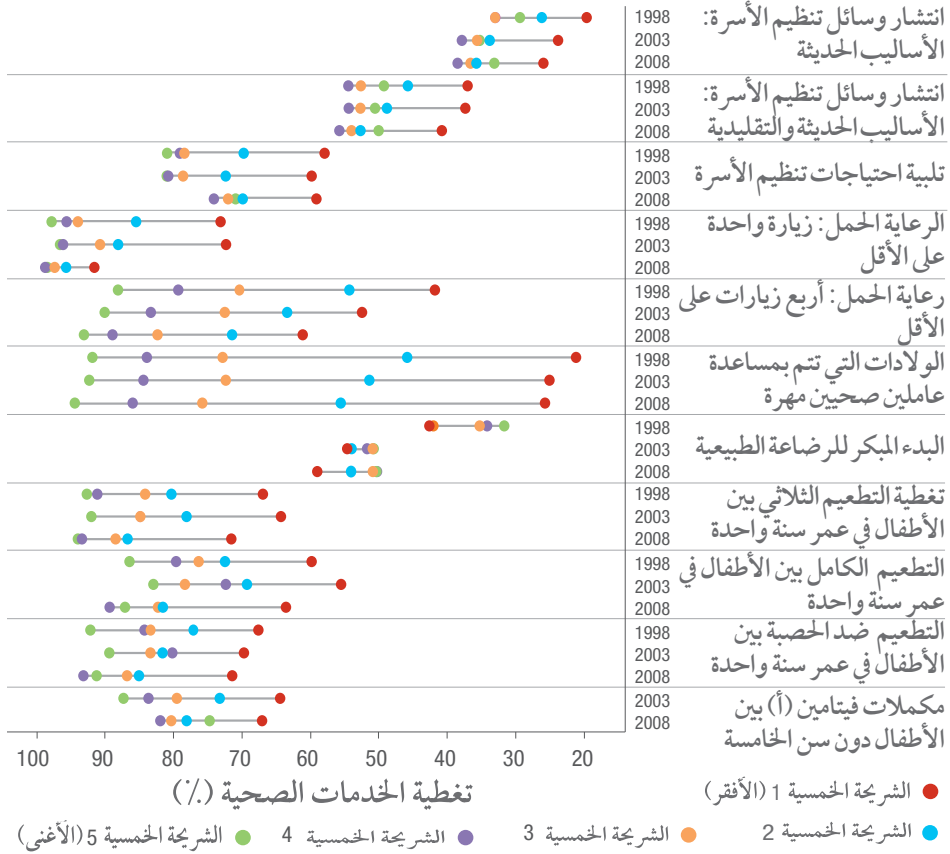 انتشار وسائل تنظيم الأسرة:
الأساليب الحديثة
1998
2003
2008
انتشار وسائل تنظيم الأسرة:
الأساليب الحديثة والتقليدية
1998
2003
2008
تلبية احتياجات تنظيم الأسرة
1998
2003
2008
الرعاية الحمل: زيارة واحدة
على الأقل
1998
2003
2008
رعاية الحمل: أربع زيارات على
الأقل
1998
2003
2008
الولادات التي تتم بمساعدة
عاملين صحيين مهرة
1998
2003
2008
البدء المبكر للرضاعة الطبيعية
1998
2003
2008
تغطية التطعيم الثلاثي بين
الأطفال في عمر سنة واحدة
1998
2003
2008
التطعيم الكامل بين الأطفال في
عمر سنة واحدة
1998
2003
2008
التطعيم ضد الحصبة بين
الأطفال في عمر سنة واحدة
1998
2003
2008
مكملات فيتامين (أ) بين
الأطفال دون سن الخامسة
2003
2008
100 90 80 70 60 50 40 30 20
تغطية الخدمات الصحية (٪)
الشريحة الخمسية 1 (الأفقر)
الشريحة الخمسية 2
الشريحة الخمسية 3
الشريحة الخمسية 4
الشريحة الخمسية 5 (الأغنى)